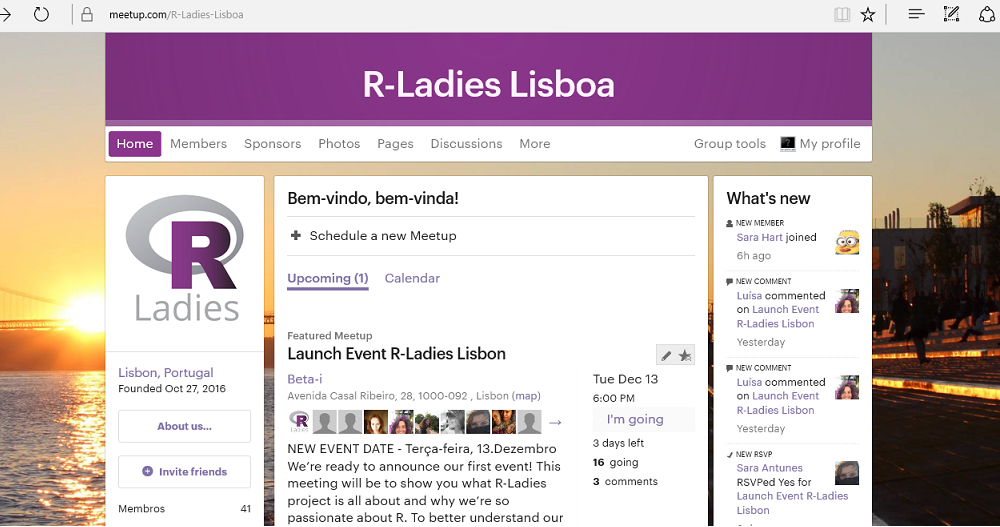 meetup.com/R-Ladies-Lisboa
R-Ladies Lisboa
Home Members Sponsors Photos Pages Discussions More Group tools My profile
R
Ladies
Lisbon, Portugal
Founded Oct 27, 2016
About us...
Invite friends
Membros 41
Bem-vindo, bem-vinda!
Schedule a new Meetup
Upcoming (1) Calendar
Featured Meetup
Launch Event R-Ladies Lisbon
Beta-i
Avenida Casal Ribeiro, 28, 1000-092 , Lisbon (map)
R
Ladies
NEW EVENT DATE - Terça-feira, 13.Dezembro
We're ready to announce our first event! This
meeting will be to show you what R-Ladies
project is all about and why we're so
passionate about R. To better understand our
Tue Dec 13
6:00 PM
I'm going
3 days left
16 going
3 comments
What's new
NEW MEMBER
Sara Hart joined
6h ago
NEW COMMENT
Luísa commented
on Launch Event
R-Ladies Lisbon
Yesterday
NEW COMMENT
Luísa commented
on Launch Event
R-Ladies Lisbon
Yesterday
NEW RSVP
Sara Antunes
RSVPed Yes for
Launch Event R-Ladies
Lisbon